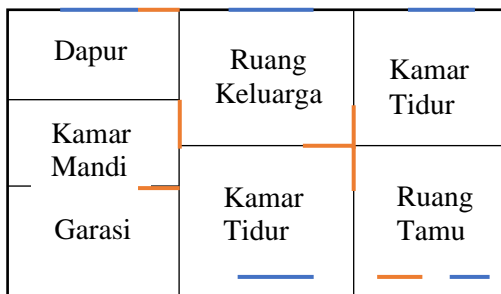 Dapur
Ruang
Keluarga
Kamar
Tidur
Kamar
Mandi
Garasi
Kamar
Tidur
Ruang
Tamu